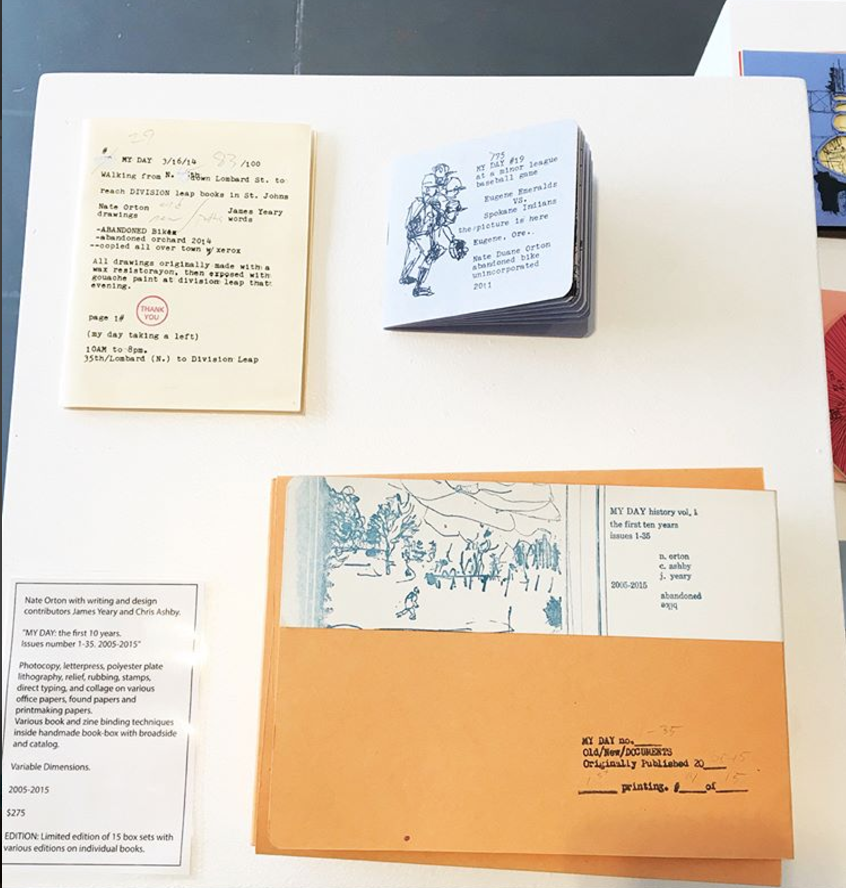 MY DAY 3/16/14 83/100
WAlking from N. down Lombard St. to
reach DIVISION leap books in St. Johns
Nate Orton
drawings
James Yeary
words
-ABANDONED Bike
-abandoned orchard 2014
--copied all over town w/ xerox
All drawings originally made with a
wax resistcrayon, then exposed with
gouache paint at division leap that
evening.
THANK
YOU
page 1#
(my day taking a left)
10AM to 8pm.
35th/Lombard (N.) to Division Leap
/75
MY DAY #19
at a minor league
baseball game
Eugene Emeralds
VS.
Spokane Indians
the picture is here
Eugene, Ore.
Nate Duane Orton
abandoned bike
unincorporated
2011
MY DAY history vol. 1
the first ten years
issues 1-35
n. orton
c. ashby
j. yeary
2005-2015
abandoned
bike
MY DAY no. -35
Old/New/DOCUMENTS
Originally Published 20
printing. # of 15
Nate Orton with writing and design
contributors James Yeary and Chris Ashby.
"MY DAY: the first 10 years.
Issues number 1-35. 2005-2015"
Photocopy, letterpress, polyester plate
lithography, relief, rubbing, stamps,
direct typing, and collage on various
office papers, found papers and
printmaking papers.
Various book and zine binding techniques
inside handmade book-box with broadside
and catalog.
Variable Dimensions.
2005-2015
$275
EDITION: Limited edition of 15 box sets with
various editions on individual books.